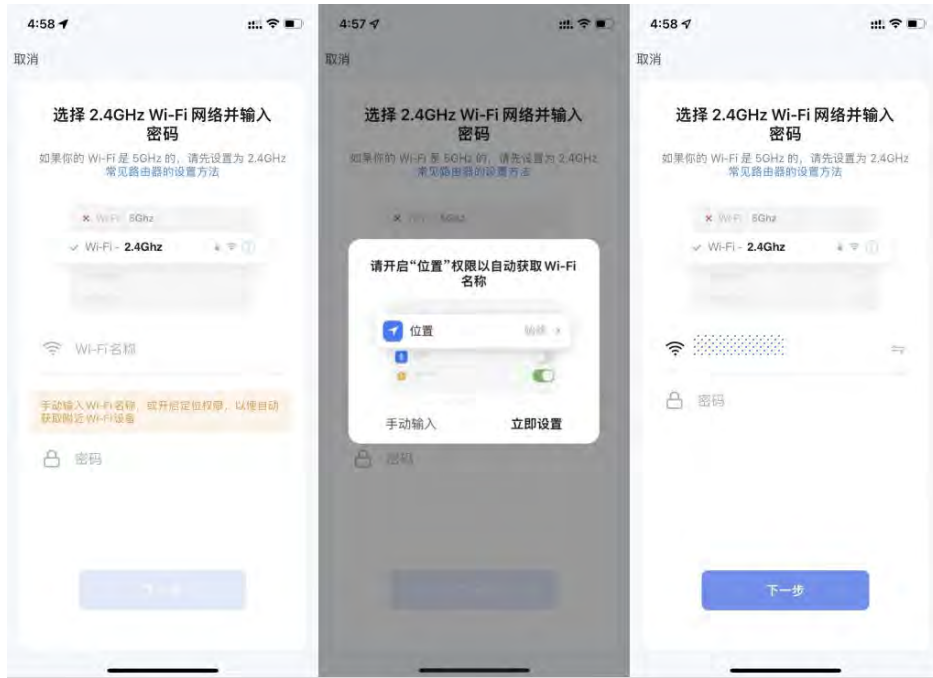 4:58
取消
选择 2.4GHz Wi-Fi 网络并输入
密码
如果你的 Wi-Fi 是 5GHz 的，请先设置为 2.4GHz
常见路由器的设置方法
Wi-Fi - 5Ghz
Wi-Fi - 2.4Ghz
Wi-Fi名称
手动输入Wi-Fi名称，或开启定位权限，以便自动
获取附近Wi-Fi设备
密码
下一步
4:57
取消
选择 2.4GHz Wi-Fi 网络并输入
密码
如果你的 Wi-Fi 是 5GHz 的，请先设置为 2.4GHz
常见路由器的设置方法
5Ghz
请开启“位置”权限以自动获取 Wi-Fi
名称
位置
手动输入
立即设置
密码
4:58
取消
选择 2.4GHz Wi-Fi 网络并输入
密码
如果你的 Wi-Fi 是 5GHz 的，请先设置为 2.4GHz
常见路由器的设置方法
Wi-Fi - 5Ghz
Wi-Fi - 2.4Ghz
密码
下一步